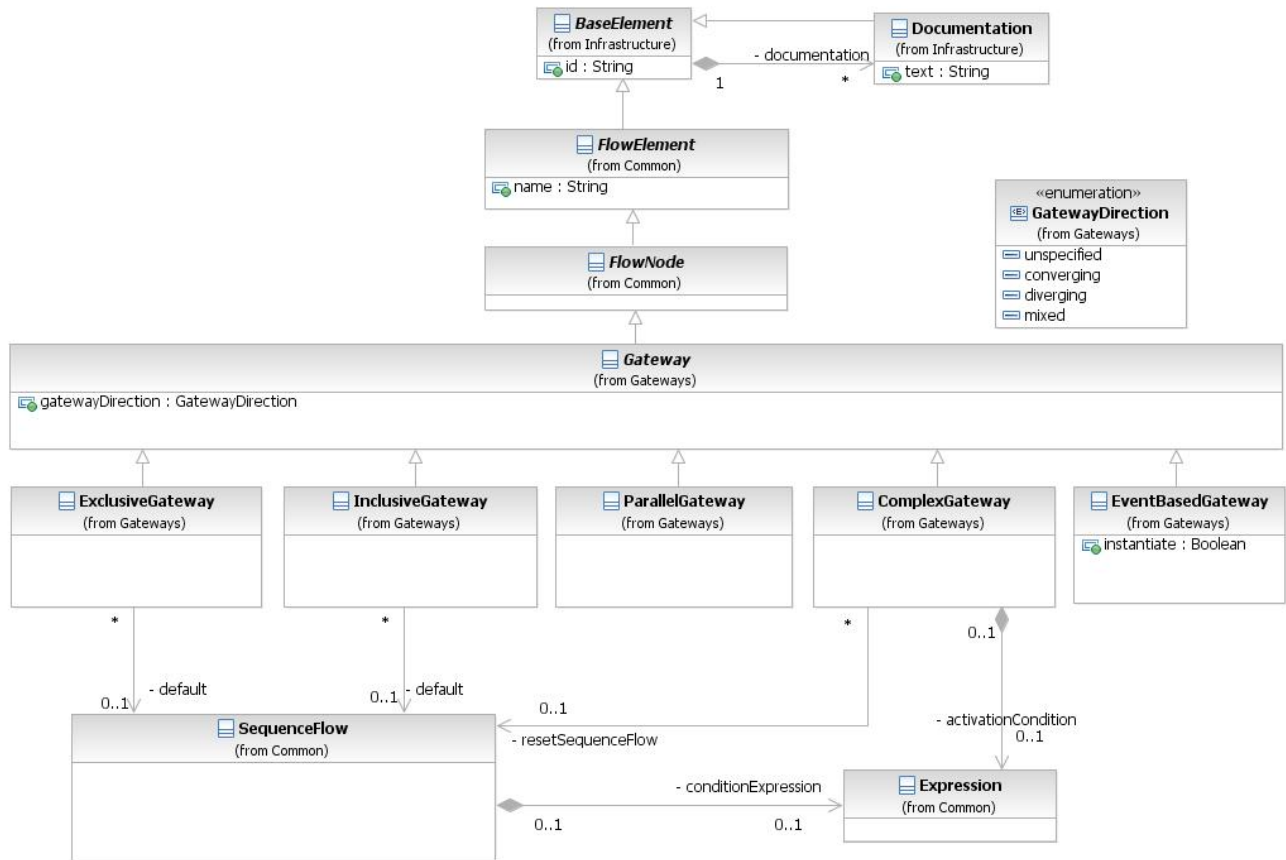 BaseElement
(from Infrastructure)
id : String
Documentation
(from Infrastructure)
text : String
- documentation
1
*
FlowElement
(from Common)
name : String
FlowNode
(from Common)
«enumeration»
GatewayDirection
(from Gateways)
unspecified
converging
diverging
mixed
Gateway
(from Gateways)
gatewayDirection : GatewayDirection
ExclusiveGateway
(from Gateways)
InclusiveGateway
(from Gateways)
ParallelGateway
(from Gateways)
ComplexGateway
(from Gateways)
EventBasedGateway
(from Gateways)
instantiate : Boolean
*
*
*
0..1
- default
0..1
- default
0..1
0..1
- resetSequenceFlow
- activationCondition
0..1
SequenceFlow
(from Common)
- conditionExpression
0..1
0..1
Expression
(from Common)